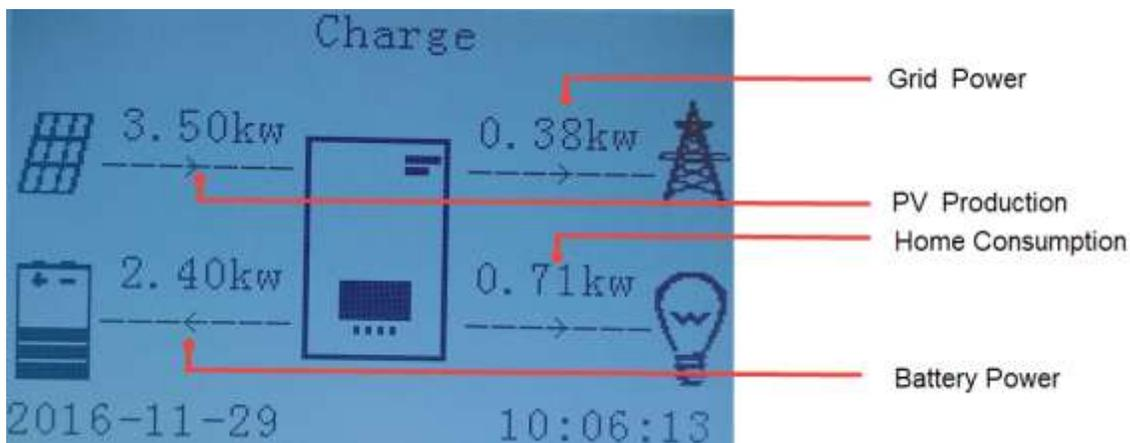 Charge
Grid Power
3.50kw
0.38kw
PV Production
Home Consumption
2.40kw
0.71kw
Battery Power
2016-11-29
10:06:13